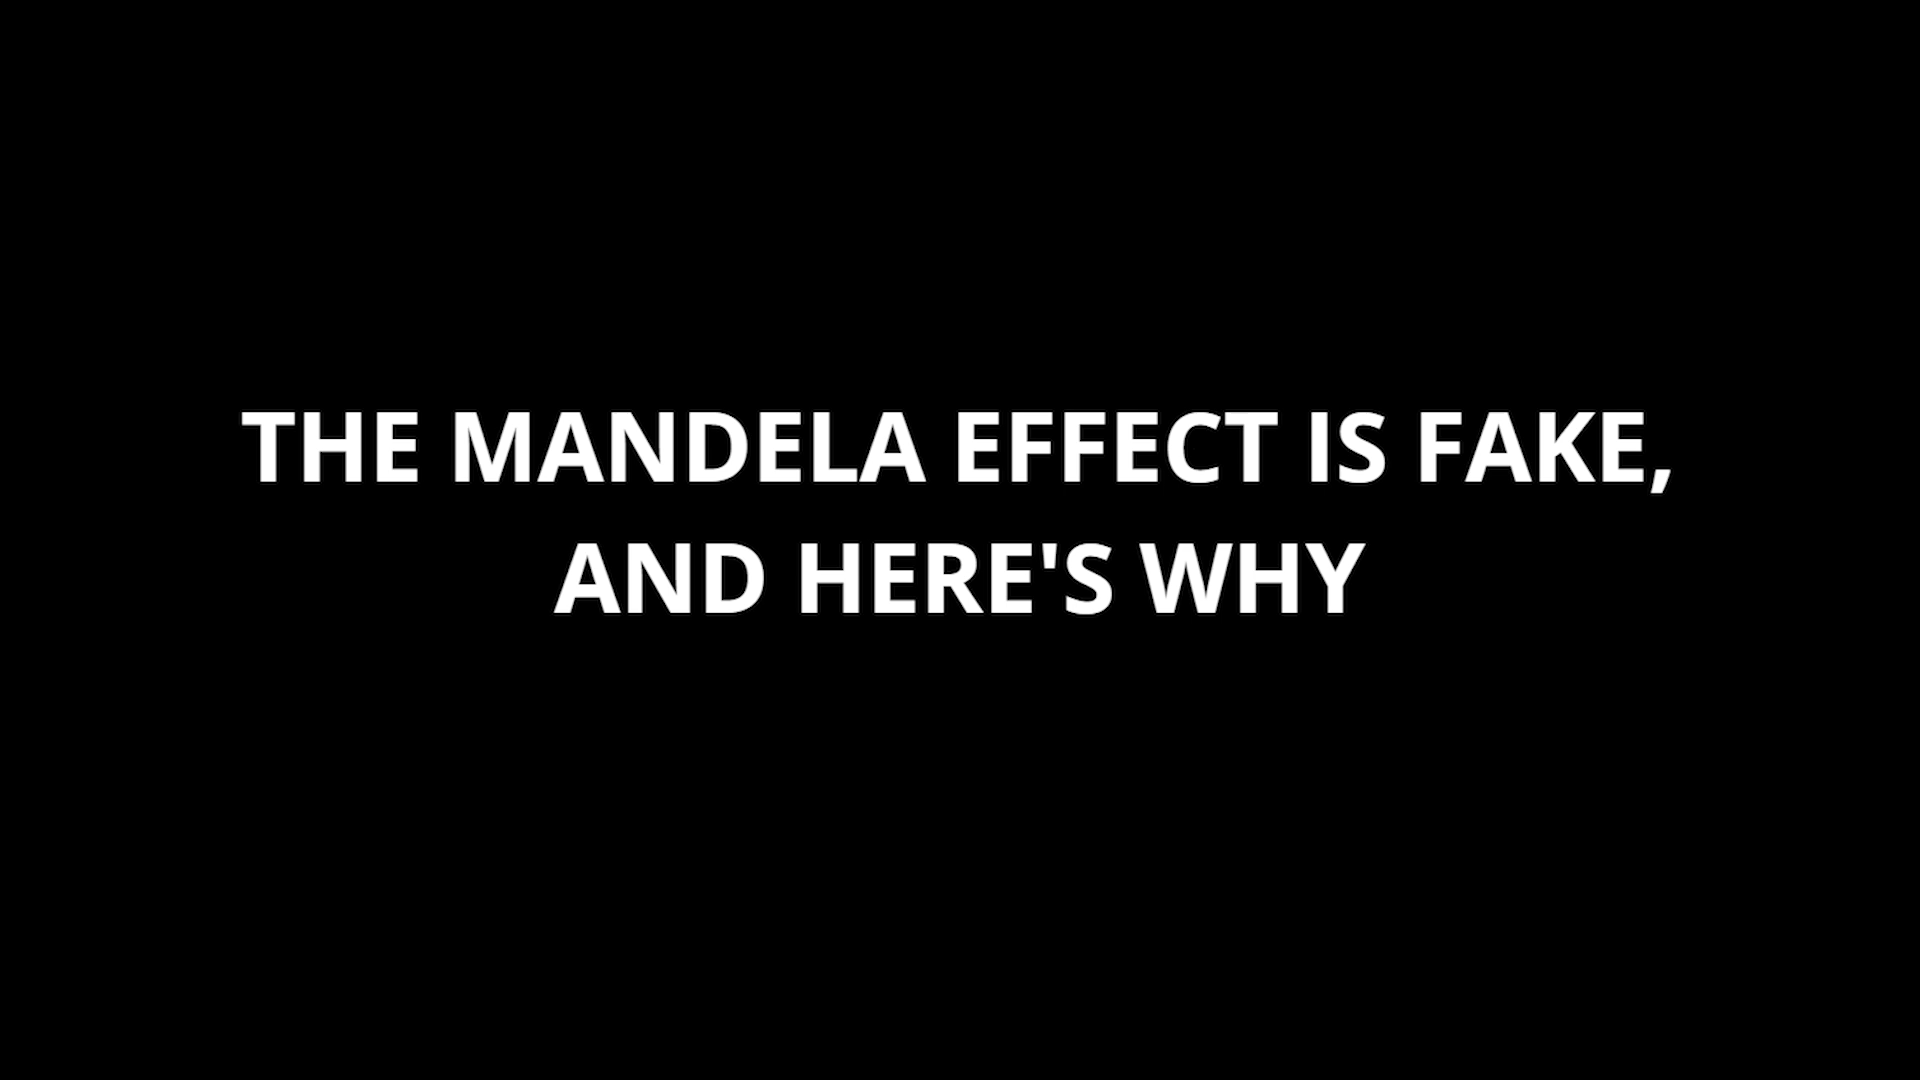 THE MANDELA EFFECT IS FAKE,
AND HERE'S WHY